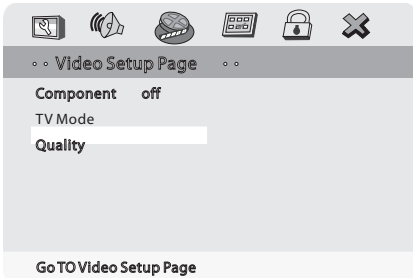 Video Setup Page
Component off
TV Mode
Quality
Go TO Video Setup Page